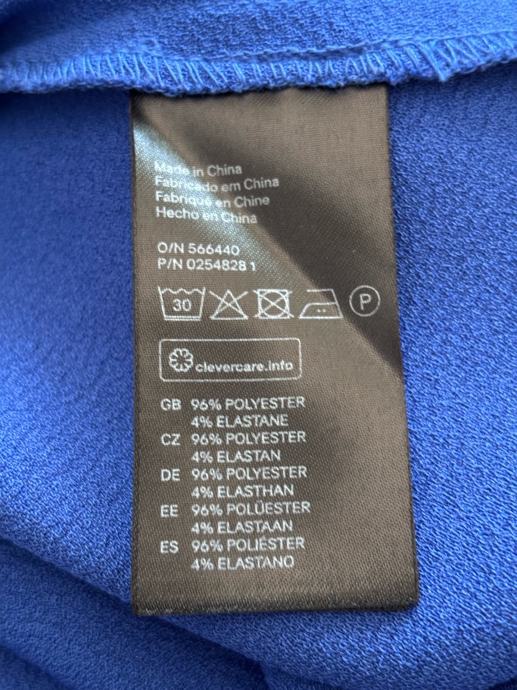 Made in China
Fabricado em China
Fabriqué en Chine
Hecho en China
O/N 566440
P/N 0254828 1
30 P
clevercare.info
GB 96% POLYESTER
4% ELASTANE
CZ 96% POLYESTER
4% ELASTAN
DE 96% POLYESTER
4% ELASTHAN
EE 96% POLÜESTER
4% ELASTAAN
ES 96% POLIÉSTER
4% ELASTANO